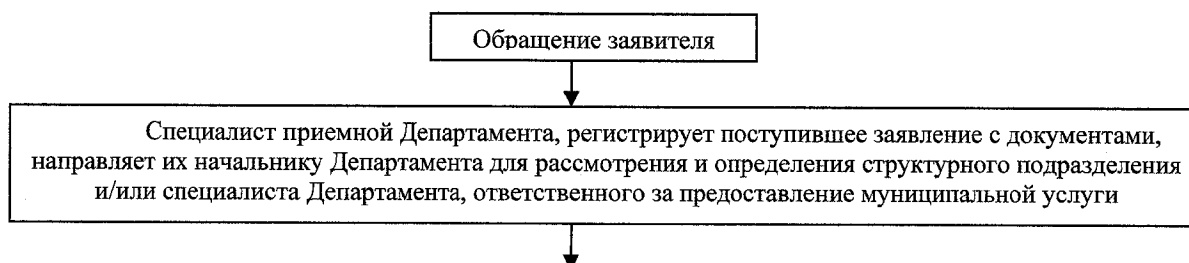 Обращение заявителя
Специалист приемной Департамента, регистрирует поступившее заявление с документами,
направляет их начальнику Департамента для рассмотрения и определения структурного подразделения
и/или специалиста Департамента, ответственного за предоставление муниципальной услуги